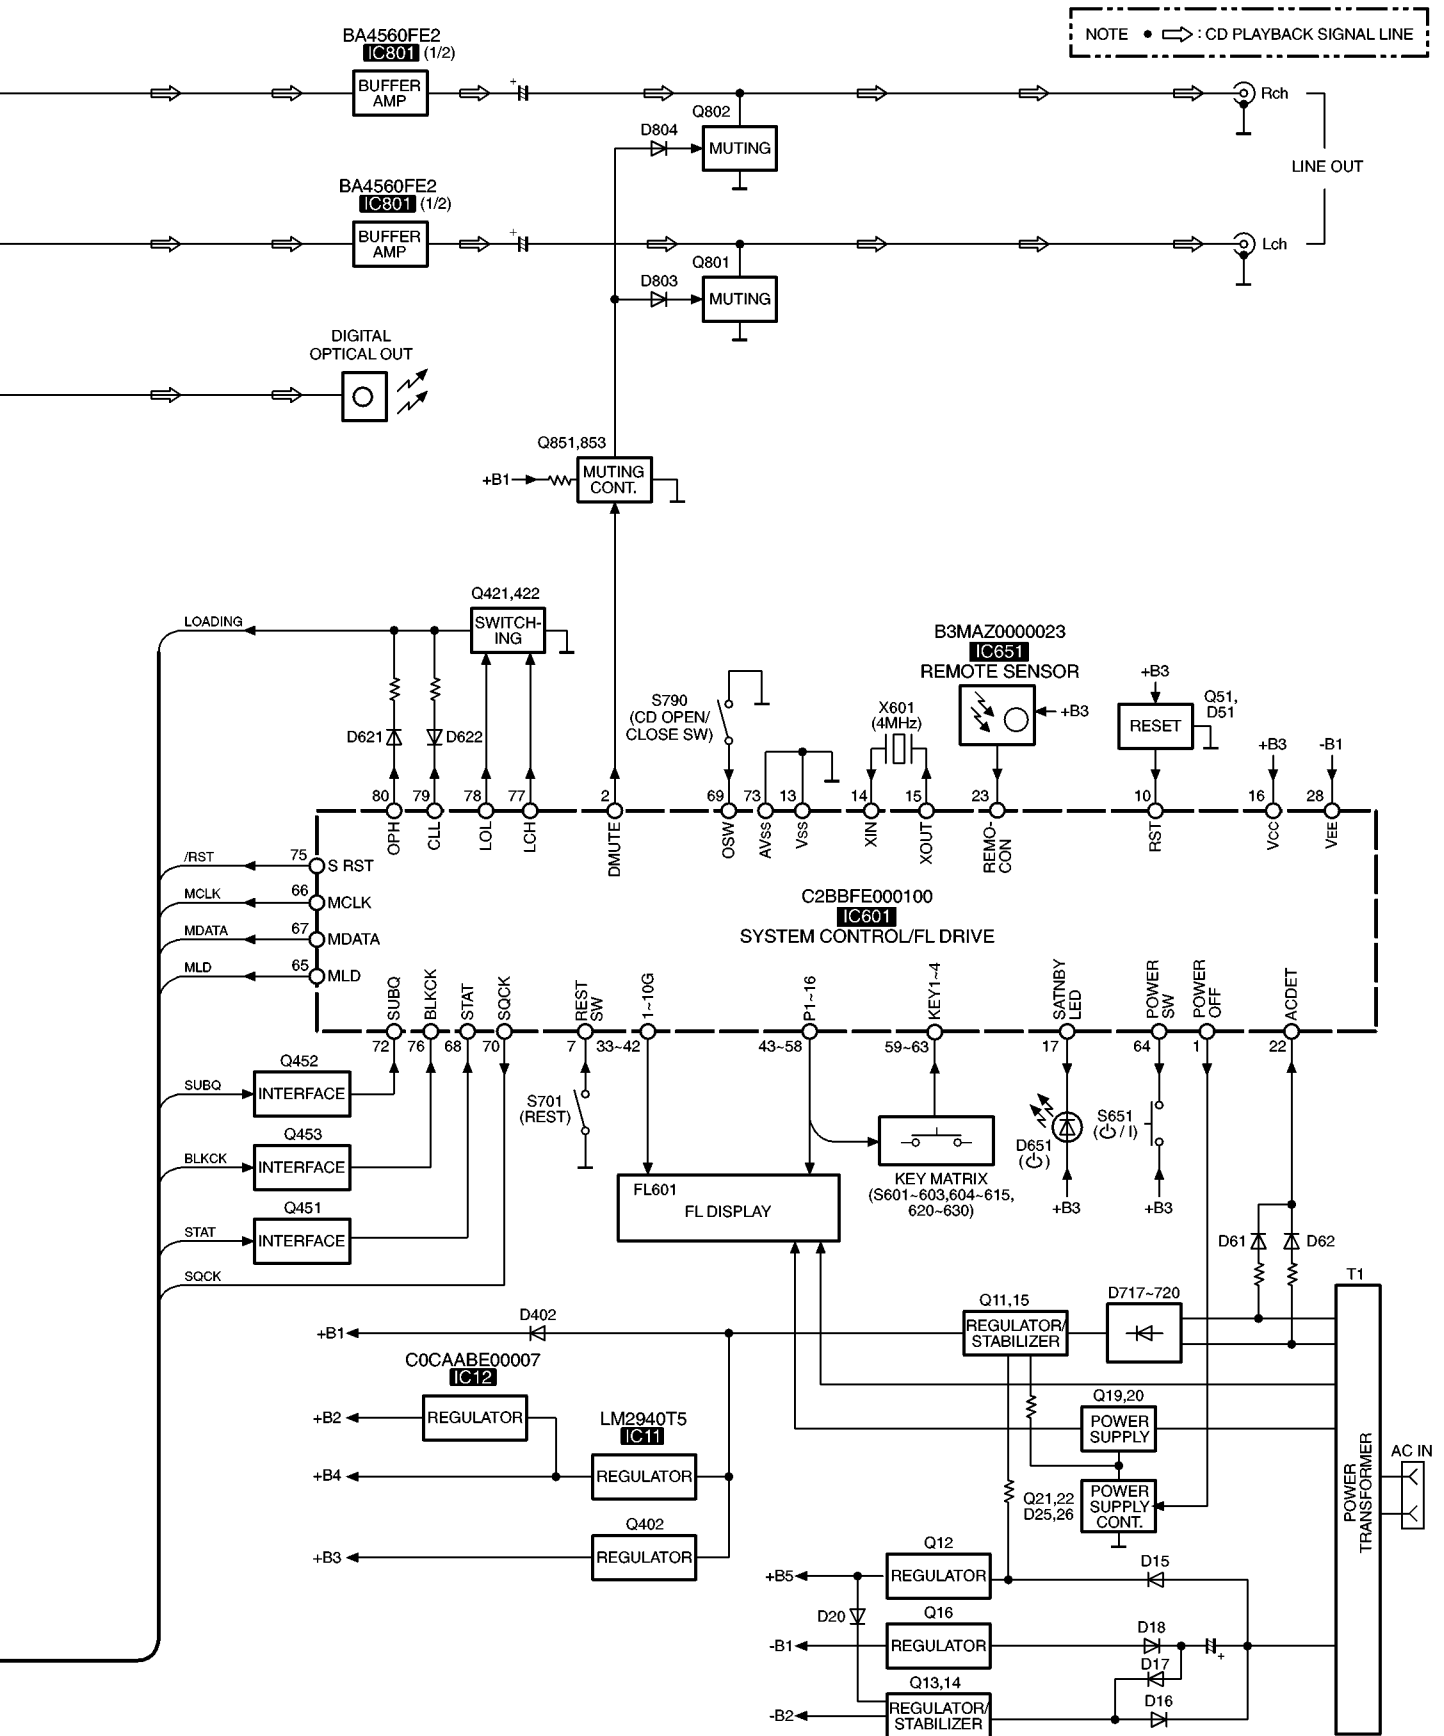 NOTE ● : CD PLAYBACK SIGNAL LINE
BA4560FE2
IC801 (1/2)
BUFFER
AMP
+
Q802
D804
MUTING
Rch
LINE OUT
BA4560FE2
IC801 (1/2)
BUFFER
AMP
+
Q801
D803
MUTING
Lch
DIGITAL
OPTICAL OUT
Q851,853
+B1
MUTING
CONT.
Q421,422
SWITCH-
ING
LOADING
D621
D622
S790
(CD OPEN/
CLOSE SW)
X601
(4MHz)
B3MAZ0000023
IC651
REMOTE SENSOR
+B3
+B3
RESET
Q51,
D51
+B3
-B1
80
79
78
77
2
69
73
13
14
15
23
10
16
28
OPH
CLL
LOL
LCH
DMUTE
OSW
AVSS
VSS
XIN
XOUT
REMO-
CON
RST
VCC
VEE
/RST
75
S RST
MCLK
66
MCLK
MDATA
67
MDATA
MLD
65
MLD
C2BBFE000100
IC601
SYSTEM CONTROL/FL DRIVE
SUBQ
BLKCK
STAT
SQCK
REST
SW
1~10G
P1~16
KEY1~4
SATNBY
LED
POWER
SW
POWER
OFF
ACDET
72
76
68
70
7
33~42
43~58
59~63
17
64
1
22
SUBQ
Q452
INTERFACE
BLKCK
Q453
INTERFACE
STAT
Q451
INTERFACE
SQCK
S701
(REST)
FL601
FL DISPLAY
KEY MATRIX
(S601~603,604~615,
620~630)
D651
(⏻)
+B3
S651
(⏻/I)
+B3
D61
D62
T1
POWER
TRANSFORMER
AC IN
+B1
D402
Q11,15
REGULATOR/
STABILIZER
D717~720
C0CAABE00007
IC12
+B2
REGULATOR
LM2940T5
IC11
+B4
REGULATOR
Q402
+B3
REGULATOR
Q19,20
POWER
SUPPLY
Q21,22
D25,26
POWER
SUPPLY
CONT.
Q12
+B5
REGULATOR
D15
D20
Q16
-B1
REGULATOR
D18
+
D17
Q13,14
-B2
REGULATOR/
STABILIZER
D16